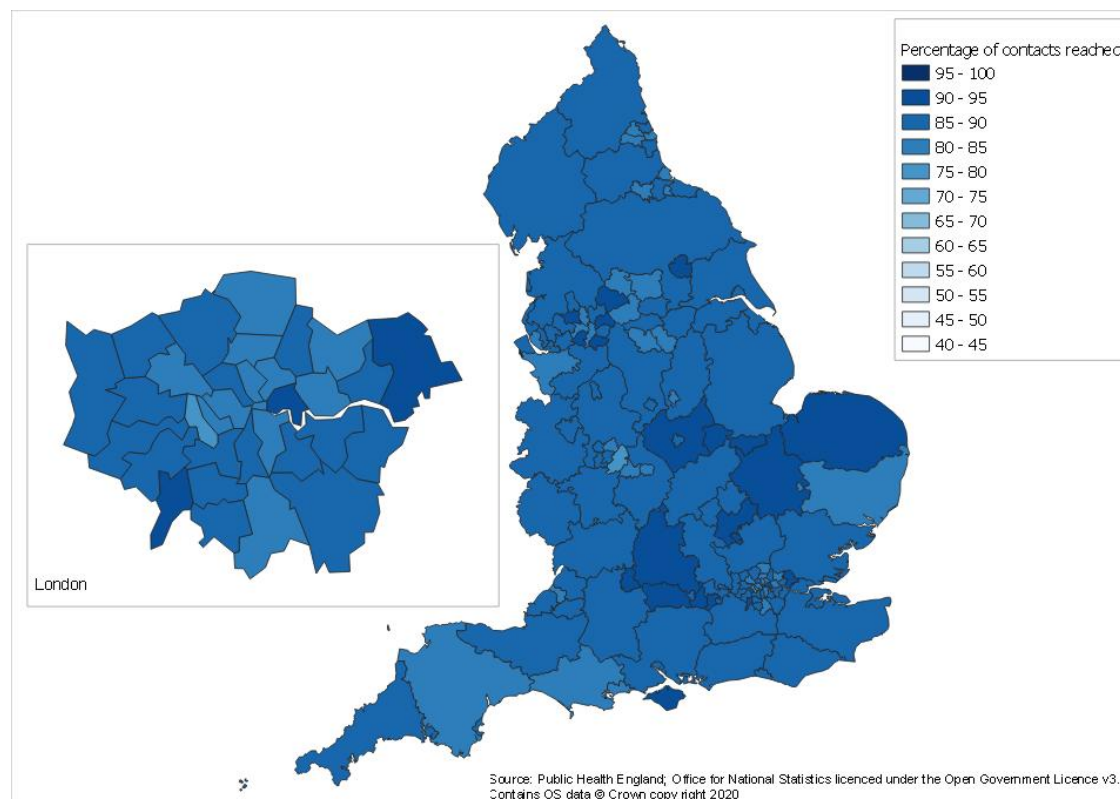 Percentage of contacts reached
95 - 100
90 - 95
85 - 90
80 - 85
75 - 80
70 - 75
65 - 70
60 - 65
55 - 60
50 - 55
45 - 50
40 - 45
London
Source: Public Health England; Office for National Statistics licenced under the Open Government Licence v3.
Contains OS data © Crown copyright 2020